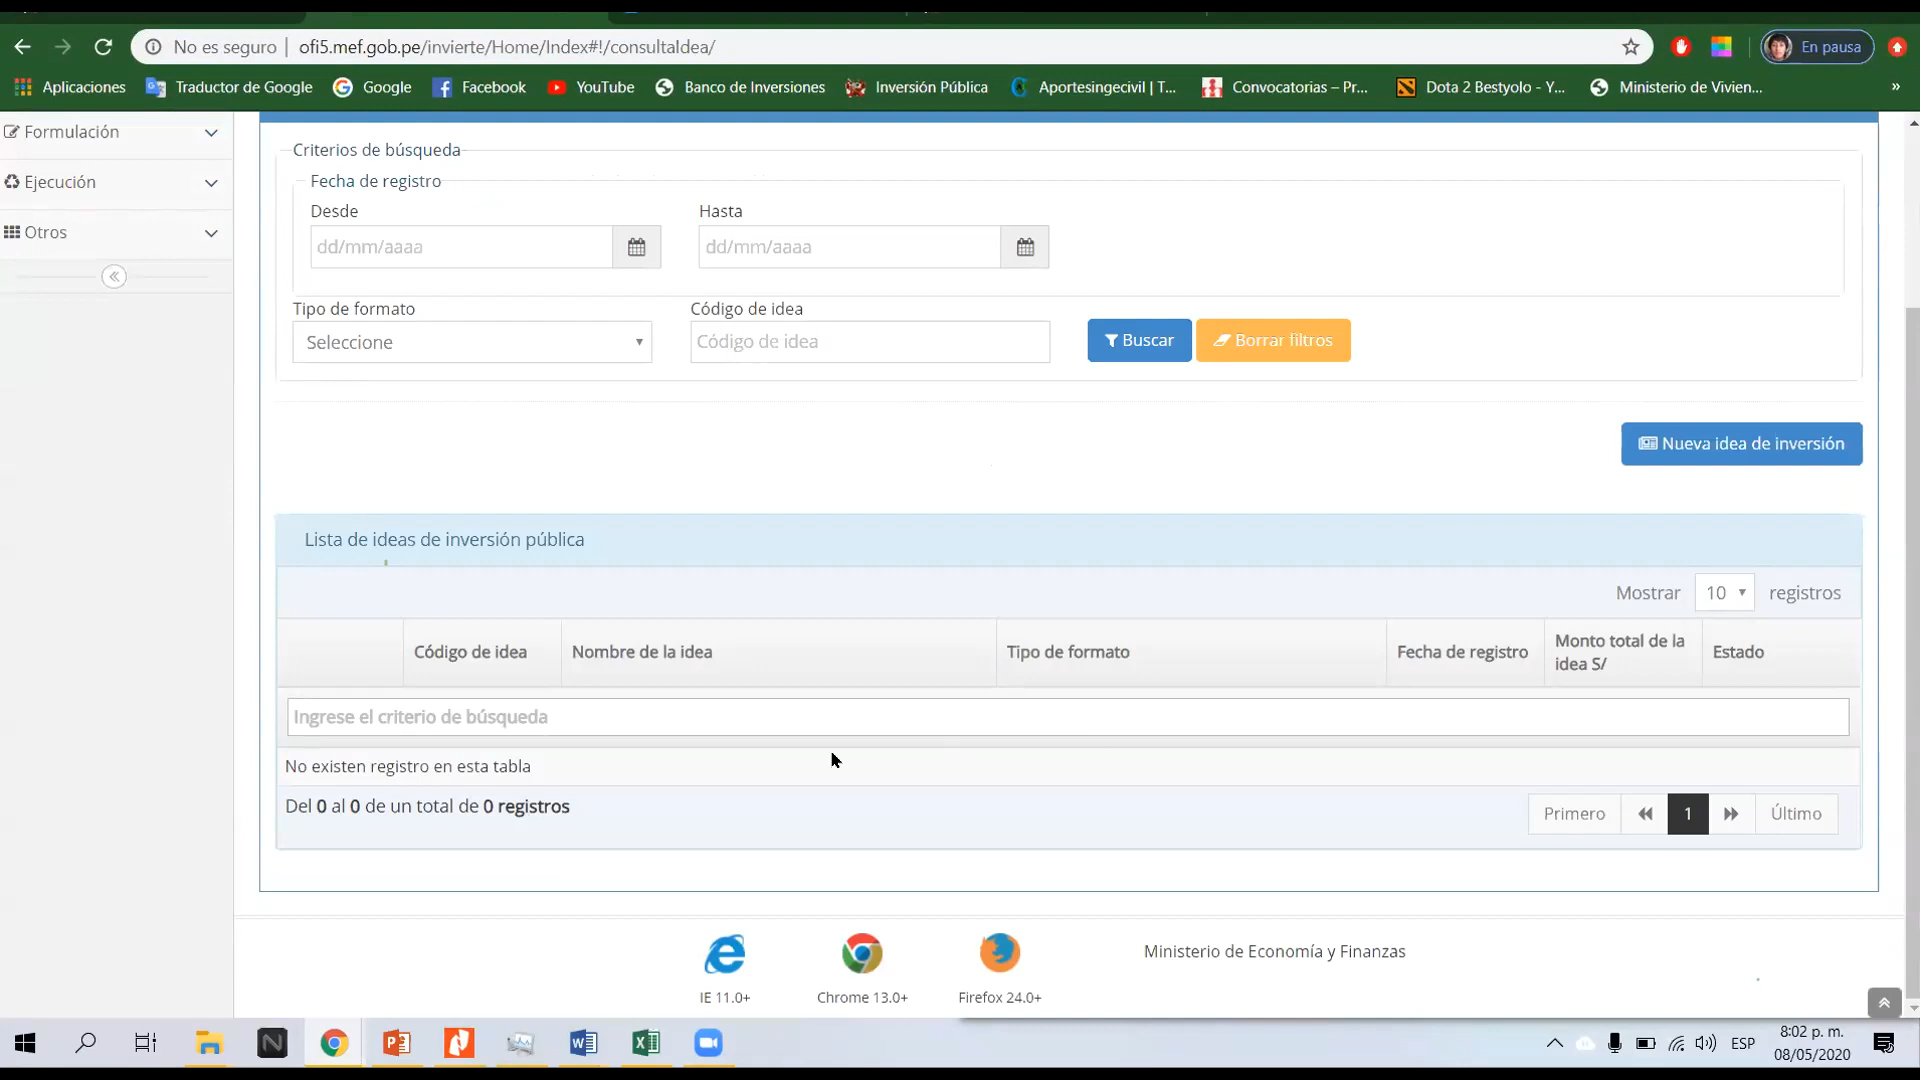 No es seguro | ofi5.mef.gob.pe/invierte/Home/Index#!/consultaIdea/
En pausa
Aplicaciones Traductor de Google Google Facebook YouTube Banco de Inversiones Inversión Pública Aportesingecivil | T... Convocatorias – Pr... Dota 2 Bestyolo - Y... Ministerio de Vivien... »
Formulación
Ejecución
Otros
Criterios de búsqueda
Fecha de registro
Desde Hasta
dd/mm/aaaa dd/mm/aaaa
Tipo de formato Código de idea
Seleccione Código de idea Buscar Borrar filtros
Nueva idea de inversión
Lista de ideas de inversión pública
Mostrar 10 registros
Código de idea Nombre de la idea Tipo de formato Fecha de registro Monto total de la idea S/ Estado
Ingrese el criterio de búsqueda
No existen registro en esta tabla
Del 0 al 0 de un total de 0 registros
Primero 1 Último
Ministerio de Economía y Finanzas
IE 11.0+ Chrome 13.0+ Firefox 24.0+
ESP
8:02 p. m.
08/05/2020